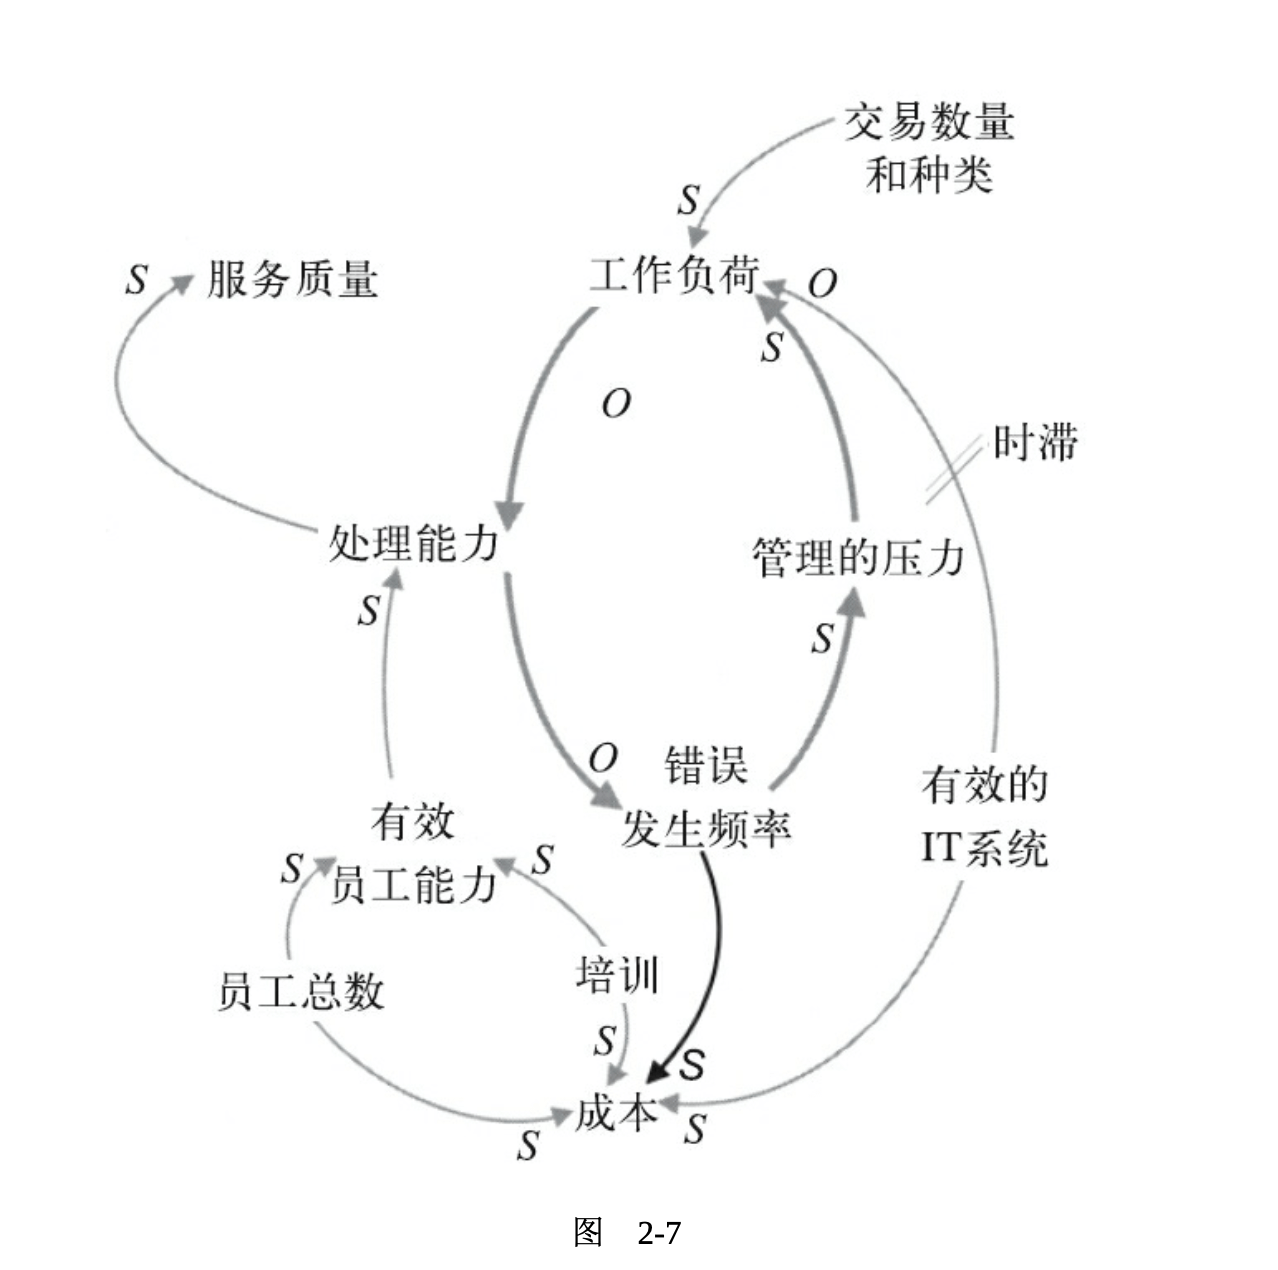 交易数量
和种类
S
工作负荷
O
S
S
服务质量
O
时滞
处理能力
管理的压力
S
S
O
错误
发生频率
有效的
IT系统
有效
员工能力
S
S
培训
员工总数
S
S
成本
S
S
图 2-7